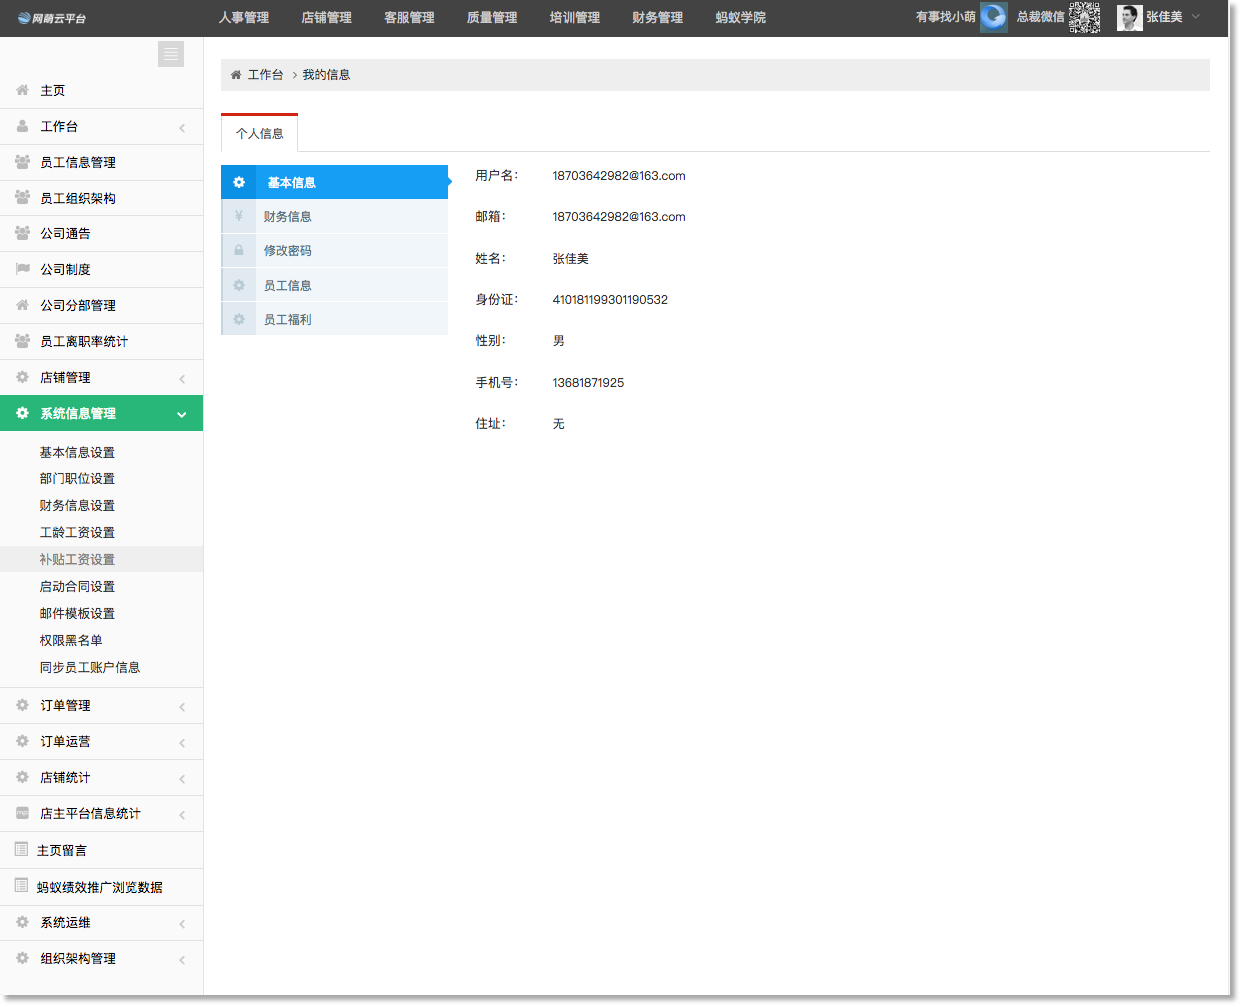 网萌云平台
人事管理 店铺管理 客服管理 质量管理 培训管理 财务管理 蚂蚁学院
有事找小萌 总裁微信 张佳美
工作台 我的信息
个人信息
主页
工作台
员工信息管理
员工组织架构
公司通告
公司制度
公司分部管理
员工离职率统计
店铺管理
系统信息管理
基本信息设置
部门职位设置
财务信息设置
工龄工资设置
补贴工资设置
启动合同设置
邮件模板设置
权限黑名单
同步员工账户信息
订单管理
订单运营
店铺统计
店主平台信息统计
主页留言
蚂蚁绩效推广浏览数据
系统运维
组织架构管理
基本信息
¥ 财务信息
修改密码
员工信息
员工福利
用户名： 18703642982@163.com
邮箱： 18703642982@163.com
姓名： 张佳美
身份证： 410181199301190532
性别： 男
手机号： 13681871925
住址： 无